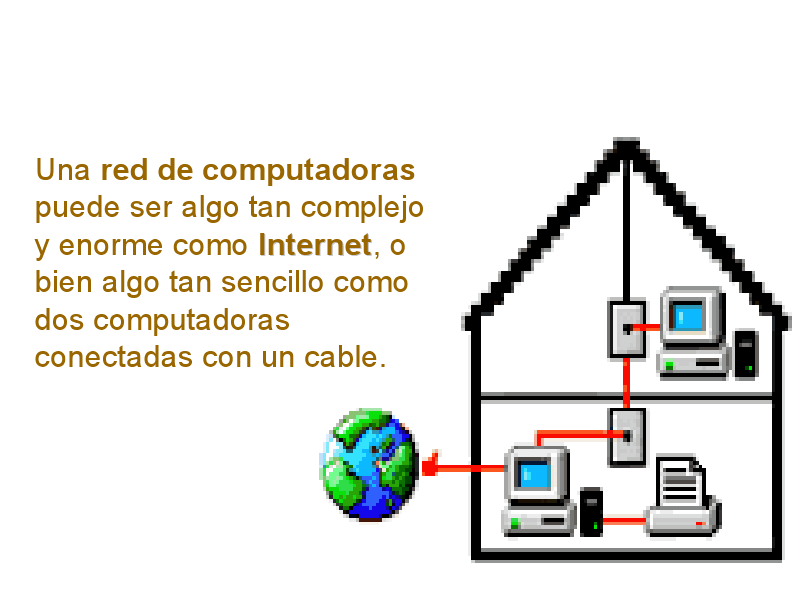 Una red de computadoras
puede ser algo tan complejo
y enorme como Internet, o
bien algo tan sencillo como
dos computadoras
conectadas con un cable.